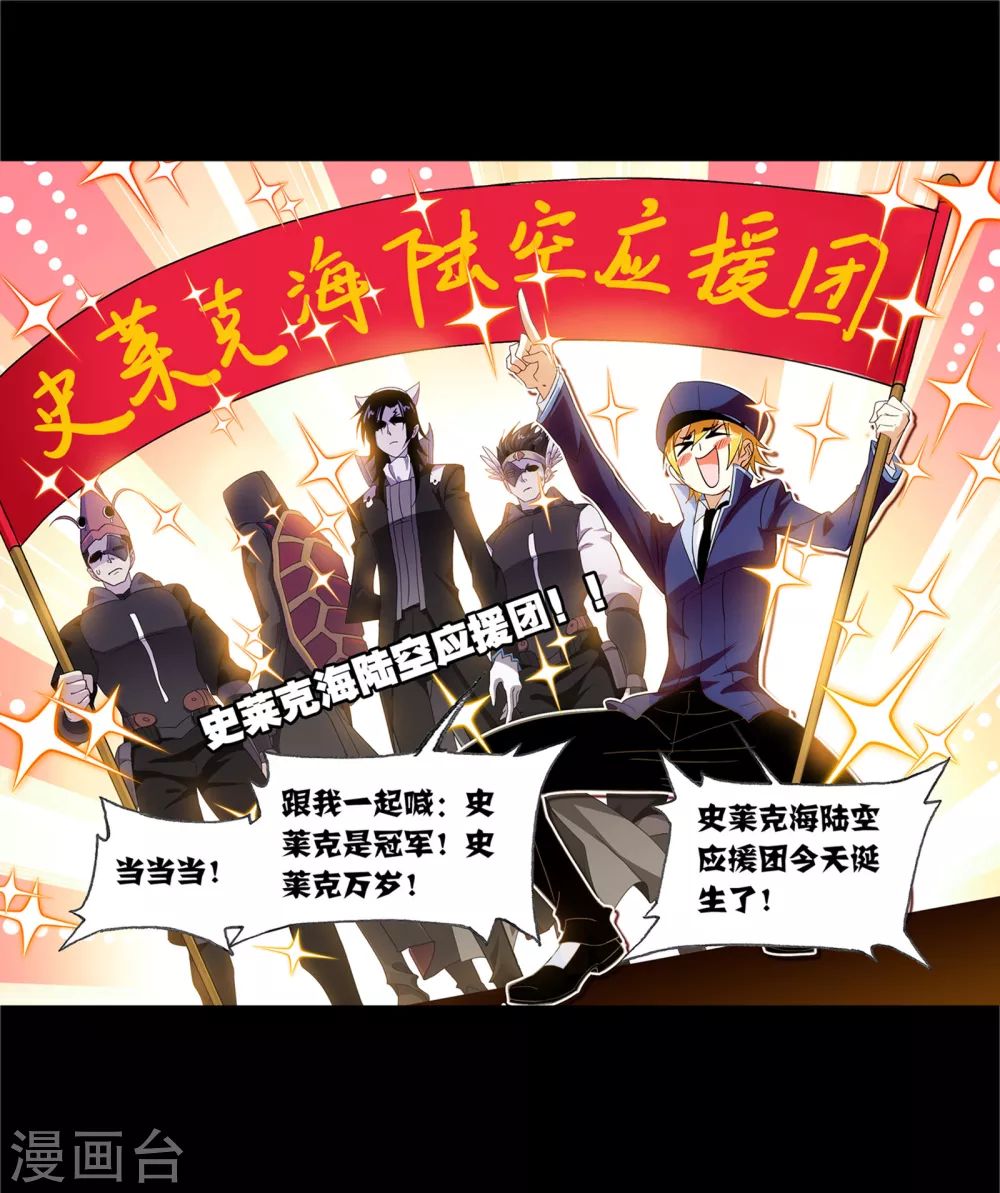 史莱克海陆空应援团
史莱克海陆空应援团！！
史莱克海陆空
应援团今天诞
生了！
跟我一起喊：史
莱克是冠军！史
莱克万岁！
当当当！
漫画台